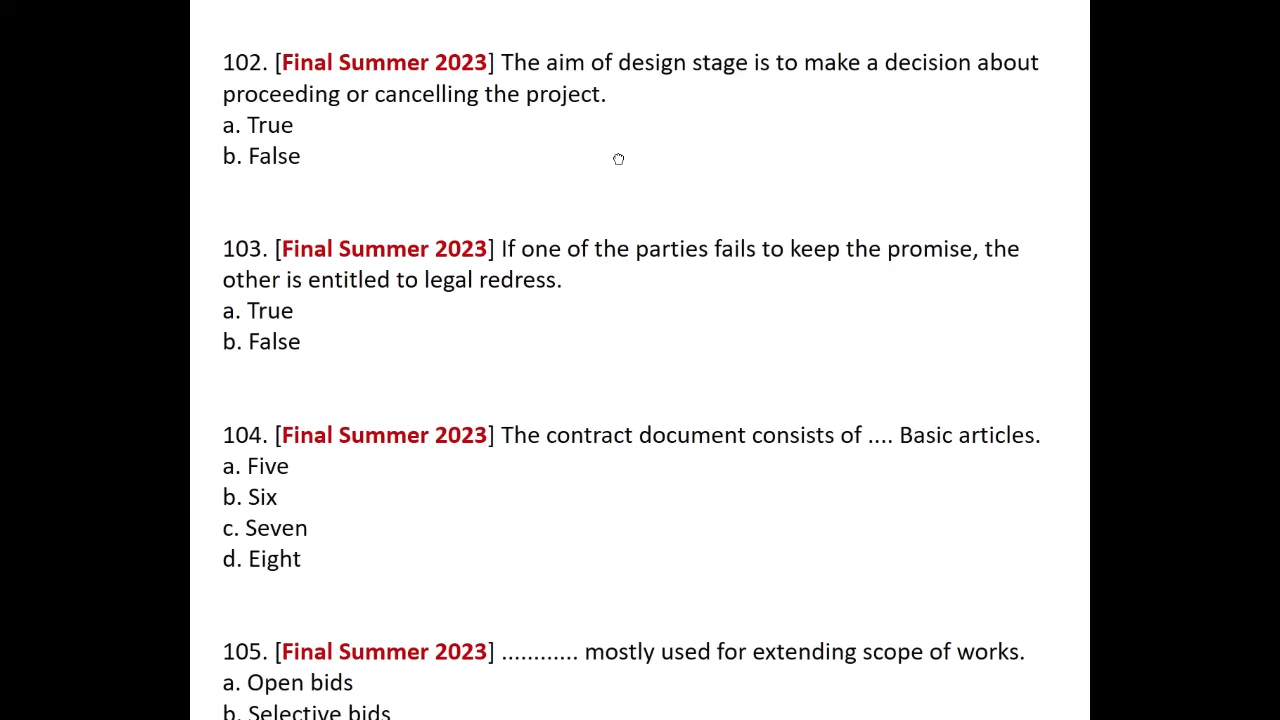 102. [Final Summer 2023] The aim of design stage is to make a decision about
proceeding or cancelling the project.
a. True
b. False
103. [Final Summer 2023] If one of the parties fails to keep the promise, the
other is entitled to legal redress.
a. True
b. False
104. [Final Summer 2023] The contract document consists of .... Basic articles.
a. Five
b. Six
c. Seven
d. Eight
105. [Final Summer 2023] ............ mostly used for extending scope of works.
a. Open bids
b. Selective bids